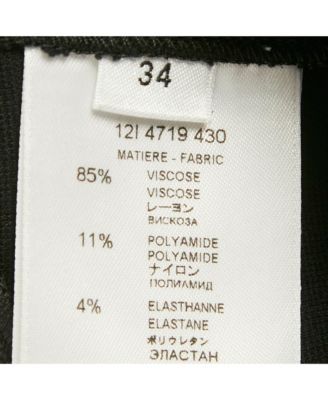 34
12I 4719 430
MATIERE - FABRIC
85% VISCOSE
VISCOSE
レーヨン
ВИСКОЗА
11% POLYAMIDE
POLYAMIDE
ナイロン
ПОЛИАМИД
4% ELASTHANNE
ELASTANE
ポリウレタン
ЭЛАСТАН